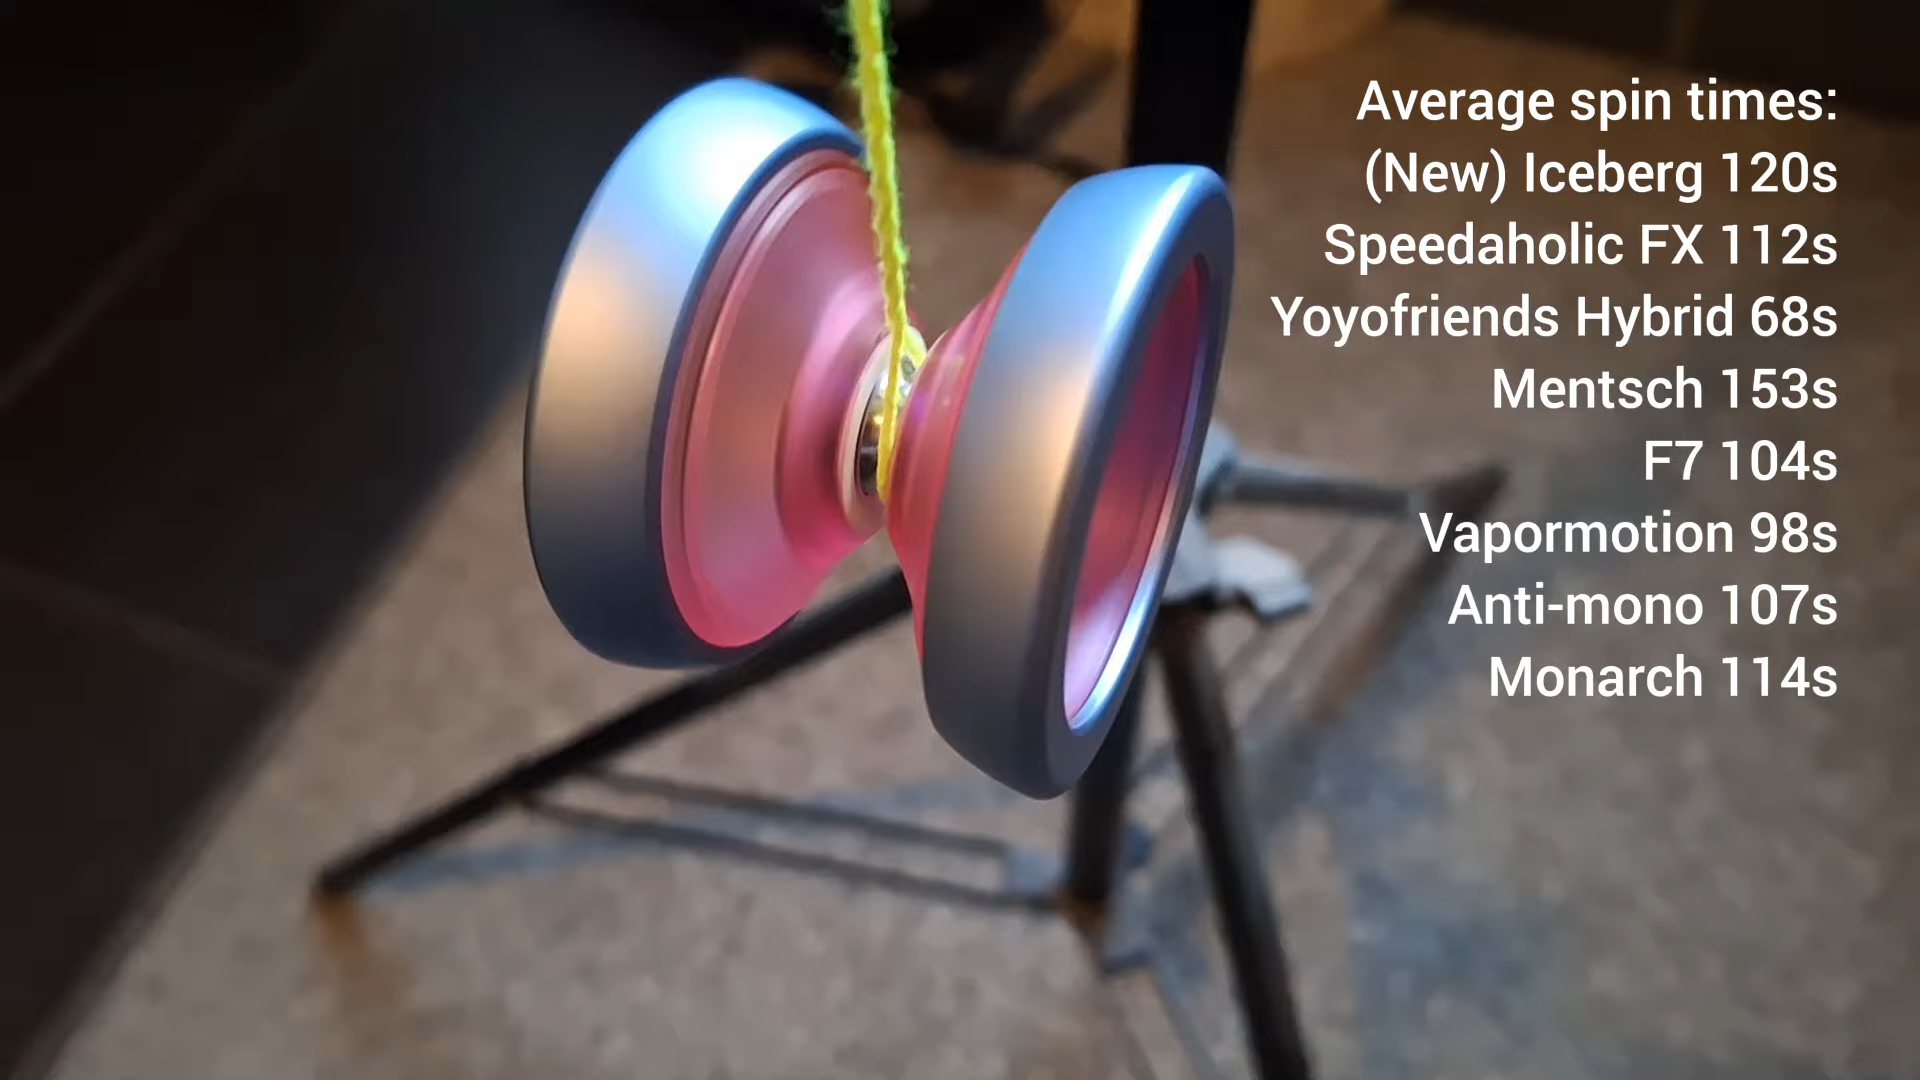 Average spin times:
(New) Iceberg 120s
Speedaholic FX 112s
Yoyofriends Hybrid 68s
Mentsch 153s
F7 104s
Vapormotion 98s
Anti-mono 107s
Monarch 114s